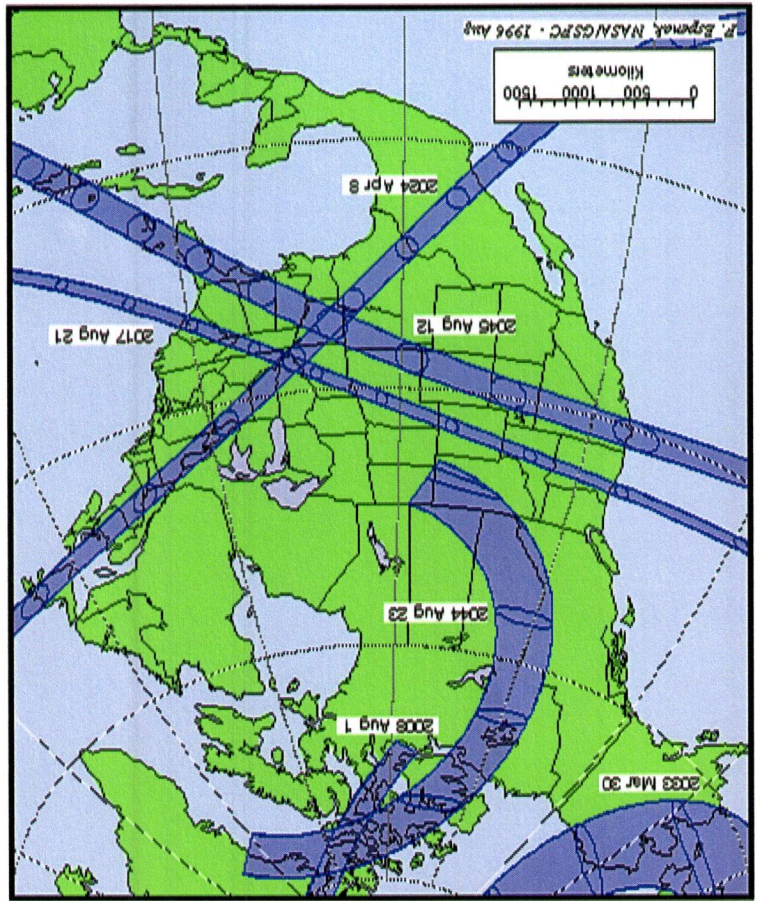 2033 Mar 30
2008 Aug 1
2044 Aug 23
2017 Aug 21
2045 Aug 12
2024 Apr 8
0 500 1000 1500
Kilometers
F. Espenak, NASA/GSFC - 1996 Aug